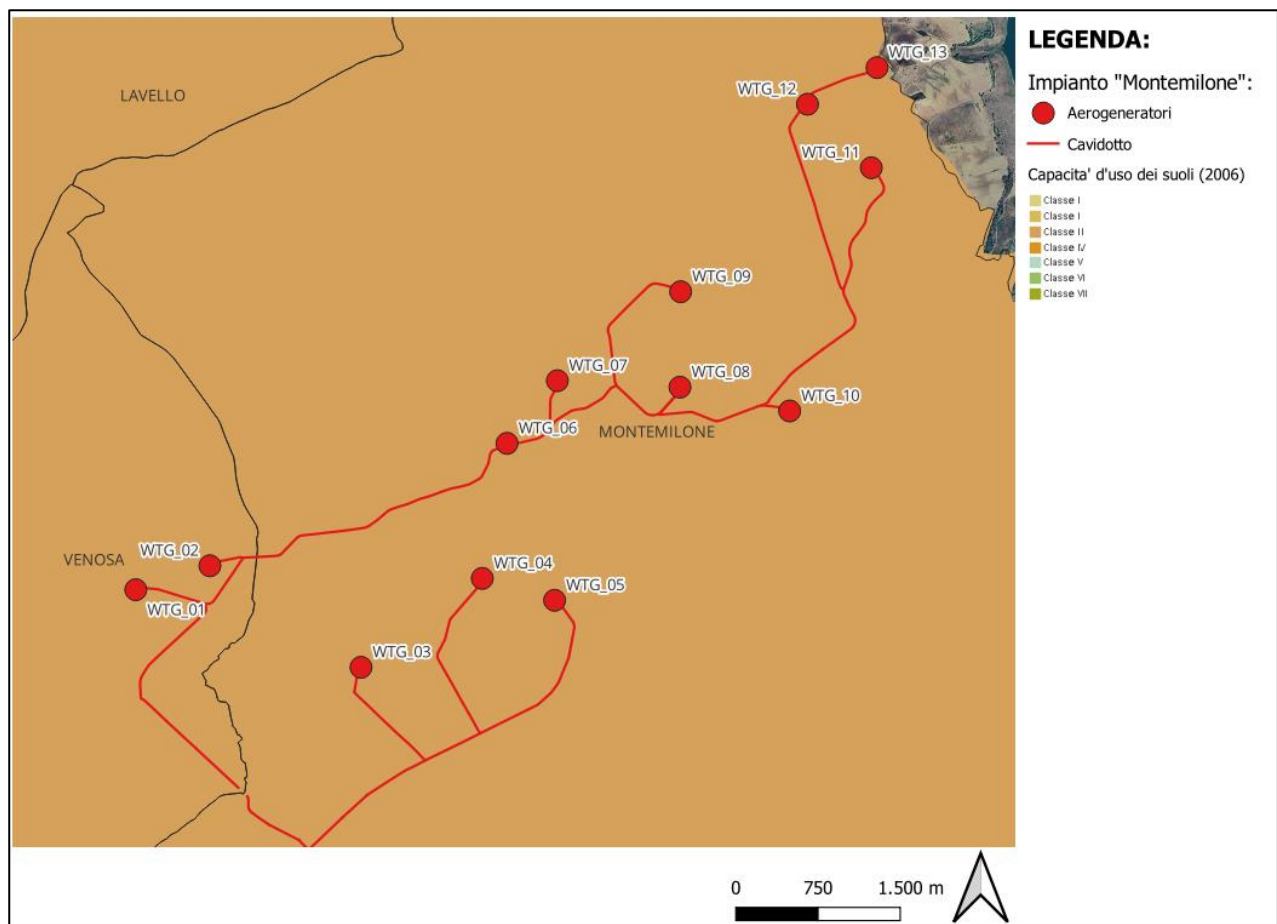 LEGENDA:
Impianto "Montemilone":
Aerogeneratori
Cavidotto
Capacita' d'uso dei suoli (2006)
Classe I
Classe I
Classe II
Classe IV
Classe V
Classe VI
Classe VII
LAVELLO
WTG_13
WTG_12
WTG_11
WTG_09
WTG_07
WTG_08
WTG_10
WTG_06
MONTEMILONE
VENOSA
WTG_02
WTG_04
WTG_05
WTG_01
WTG_03
0 750 1.500 m